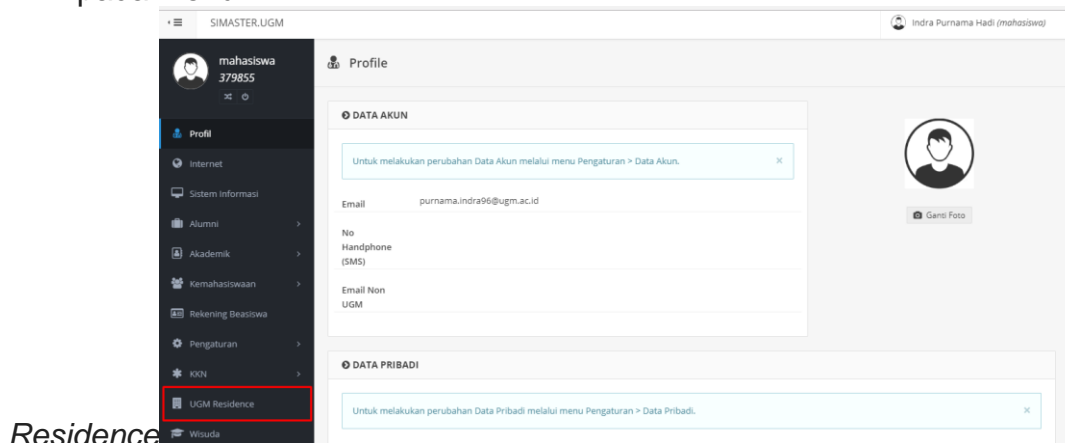 SIMASTER.UGM
Indra Purnama Hadi (mahasiswa)
mahasiswa
379855
Profil
Internet
Sistem Informasi
Alumni
Akademik
Kemahasiswaan
Rekening Beasiswa
Pengaturan
KKN
UGM Residence
Wisuda
Profile
DATA AKUN
Untuk melakukan perubahan Data Akun melalui menu Pengaturan > Data Akun.
Email purnama.indra96@ugm.ac.id
No
Handphone
(SMS)
Email Non
UGM
Ganti Foto
DATA PRIBADI
Untuk melakukan perubahan Data Pribadi melalui menu Pengaturan > Data Pribadi.
Residence